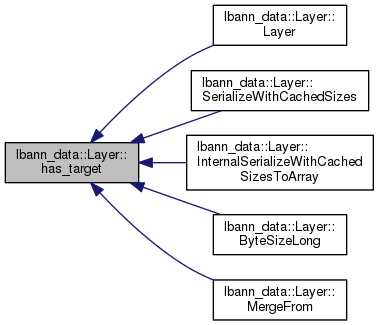 lbann_data::Layer::
has_target
lbann_data::Layer::
Layer
lbann_data::Layer::
SerializeWithCachedSizes
lbann_data::Layer::
InternalSerializeWithCached
SizesToArray
lbann_data::Layer::
ByteSizeLong
lbann_data::Layer::
MergeFrom